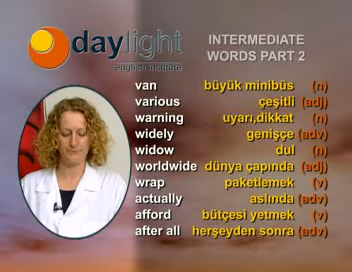 daylight
english institute
INTERMEDIATE
WORDS PART 2
van büyük minibüs (n)
various çeşitli (adj)
warning uyarı,dikkat (n)
widely genişçe (adv)
widow dul (n)
worldwide dünya çapında (adj)
wrap paketlemek (v)
actually aslında (adv)
afford bütçesi yetmek (v)
after all herşeyden sonra (adv)